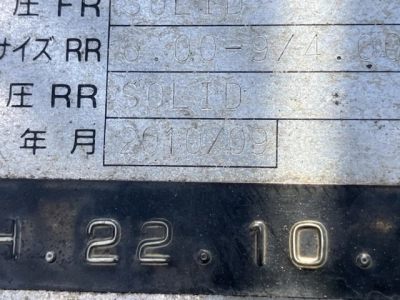 圧 FR SOLID
サイズ RR 6.00-9/4.00
圧 RR SOLID
年 月 2010/09
H.22.10.